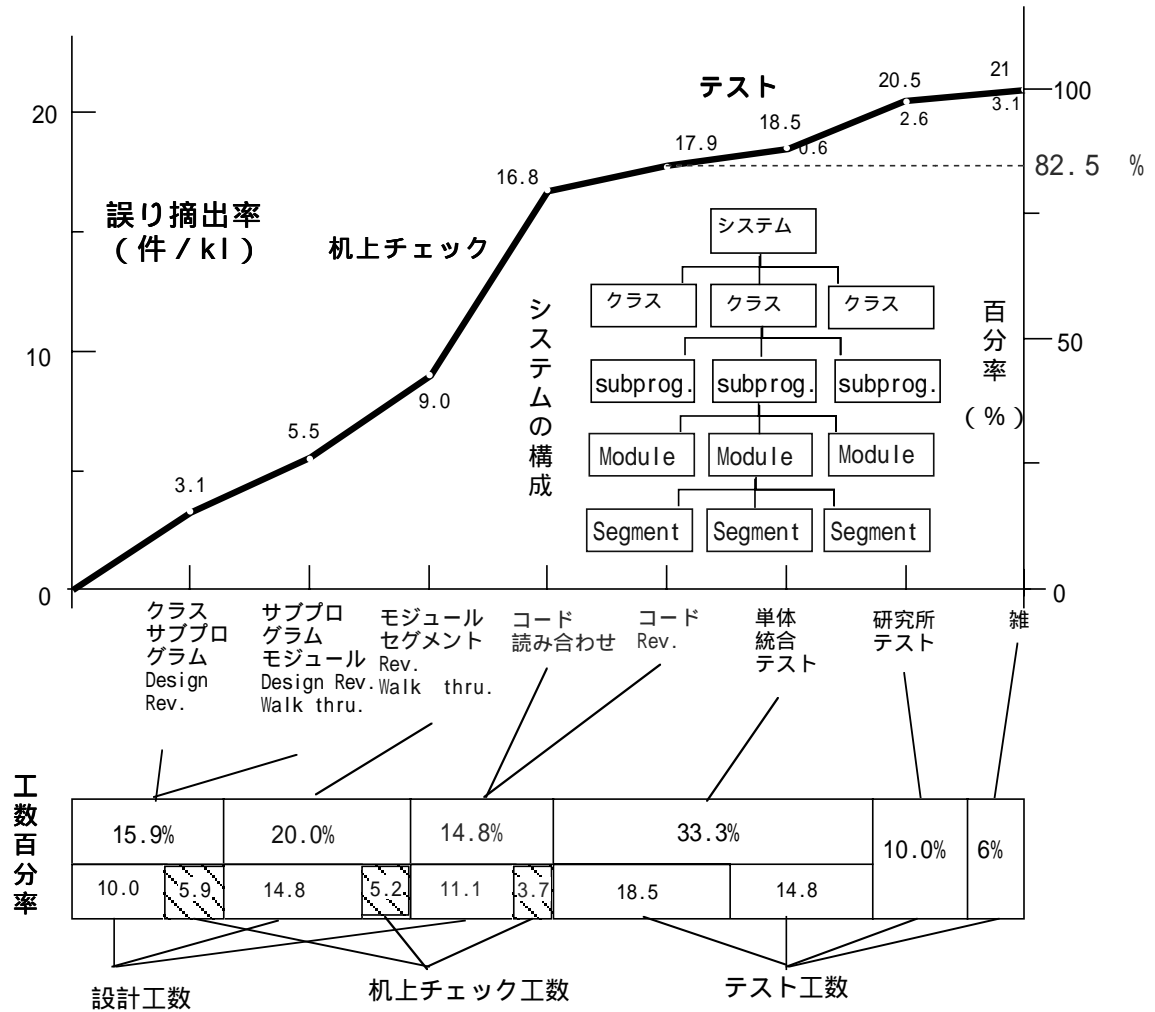 テスト
20
10
0
誤り摘出率
(件/kl)
机上チェック
3.1
5.5
9.0
16.8
17.9
18.5
0.6
20.5
2.6
21
3.1
100
82.5 %
50
0
百分率
(%)
システムの構成
システム
クラス
クラス
クラス
subprog.
subprog.
subprog.
Module
Module
Module
Segment
Segment
Segment
クラス
サブプロ
グラム
Design
Rev.
サブプロ
グラム
モジュール
Design Rev.
Walk thru.
モジュール
セグメント
Rev.
Walk thru.
コード
読み合わせ
コード
Rev.
単体
統合
テスト
研究所
テスト
雑
工数百分率
15.9%
20.0%
14.8%
33.3%
10.0%
6%
10.0
5.9
14.8
5.2
11.1
3.7
18.5
14.8
設計工数
机上チェック工数
テスト工数